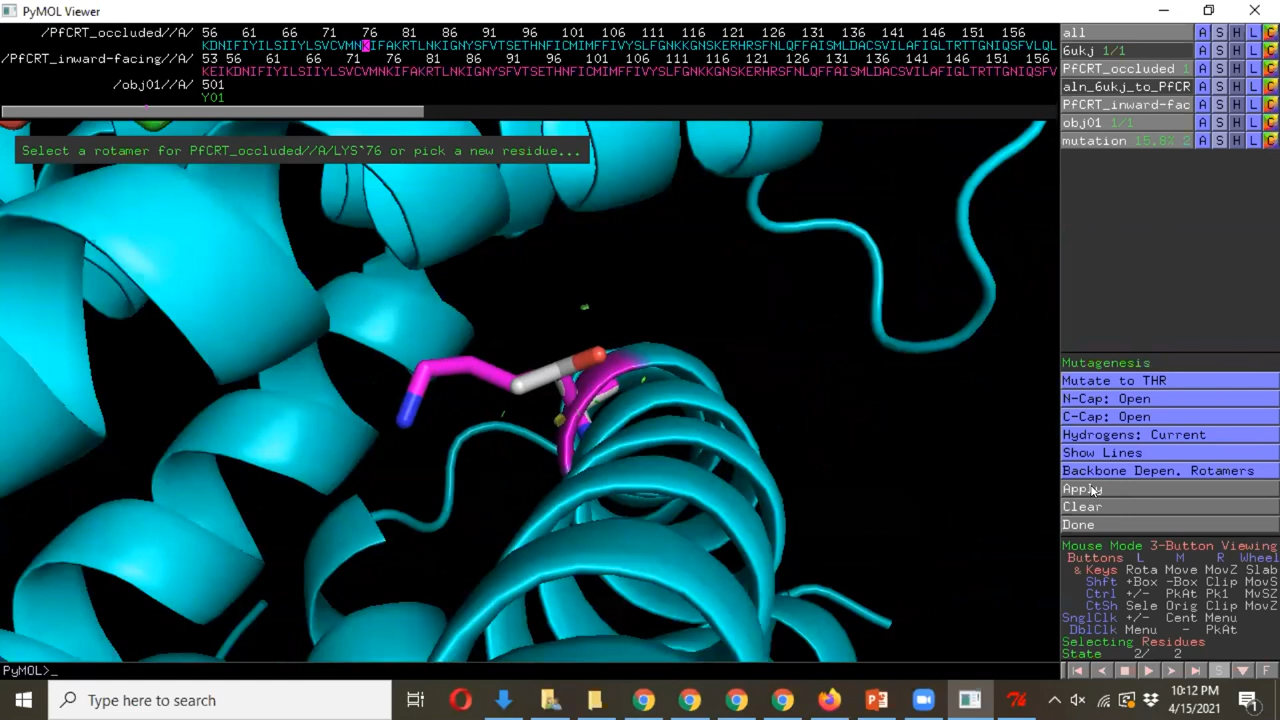 PyMOL Viewer
/PfCRT_occluded//A/ 56 61 66 71 76 81 86 91 96 101 106 111 116 121 126 131 136 141 146 151 156
KDNIFIYILSIIYLSVCVMNKIFAKRTLNKIGNYSFVTSETHNFICMIMFFIVYSLFGNKKGNSKERHRSFNLQFFAISMLDACSVILAFIGLTRTTGNIQSFVLQL
/PfCRT_inward-facing//A/ 53 56 61 66 71 76 81 86 91 96 101 106 111 116 121 126 131 136 141 146 151 156
KEIKDNIFIYILSIIYLSVCVMNKIFAKRTLNKIGNYSFVTSETHNFICMIMFFIVYSLFGNKKGNSKERHRSFNLQFFAISMLDACSVILAFIGLTRTTGNIQSFV
/obj01//A/ 501
Y01
Select a rotamer for PfCRT_occluded//A/LYS`76 or pick a new residue...
all A S H L C
6ukj 1/1 A S H L C
PfCRT_occluded 1 A S H L C
aln_6ukj_to_PfCR A S H L C
PfCRT_inward-fac A S H L C
obj01 1/1 A S H L C
mutation 15.8% 2 A S H L C
Mutagenesis
Mutate to THR
N-Cap: Open
C-Cap: Open
Hydrogens: Current
Show Lines
Backbone Depen. Rotamers
Apply
Clear
Done
Mouse Mode 3-Button Viewing
Buttons L M R Wheel
& Keys Rota Move MovZ Slab
Shft +Box -Box Clip MovS
Ctrl +/- PkAt Pk1 MvSZ
CtSh Sele Orig Clip MovZ
SnglClk +/- Cent Menu
DblClk Menu - PkAt
Selecting Residues
State 2/ 2
PyMOL>_
S F
Type here to search
10:12 PM
4/15/2021
1